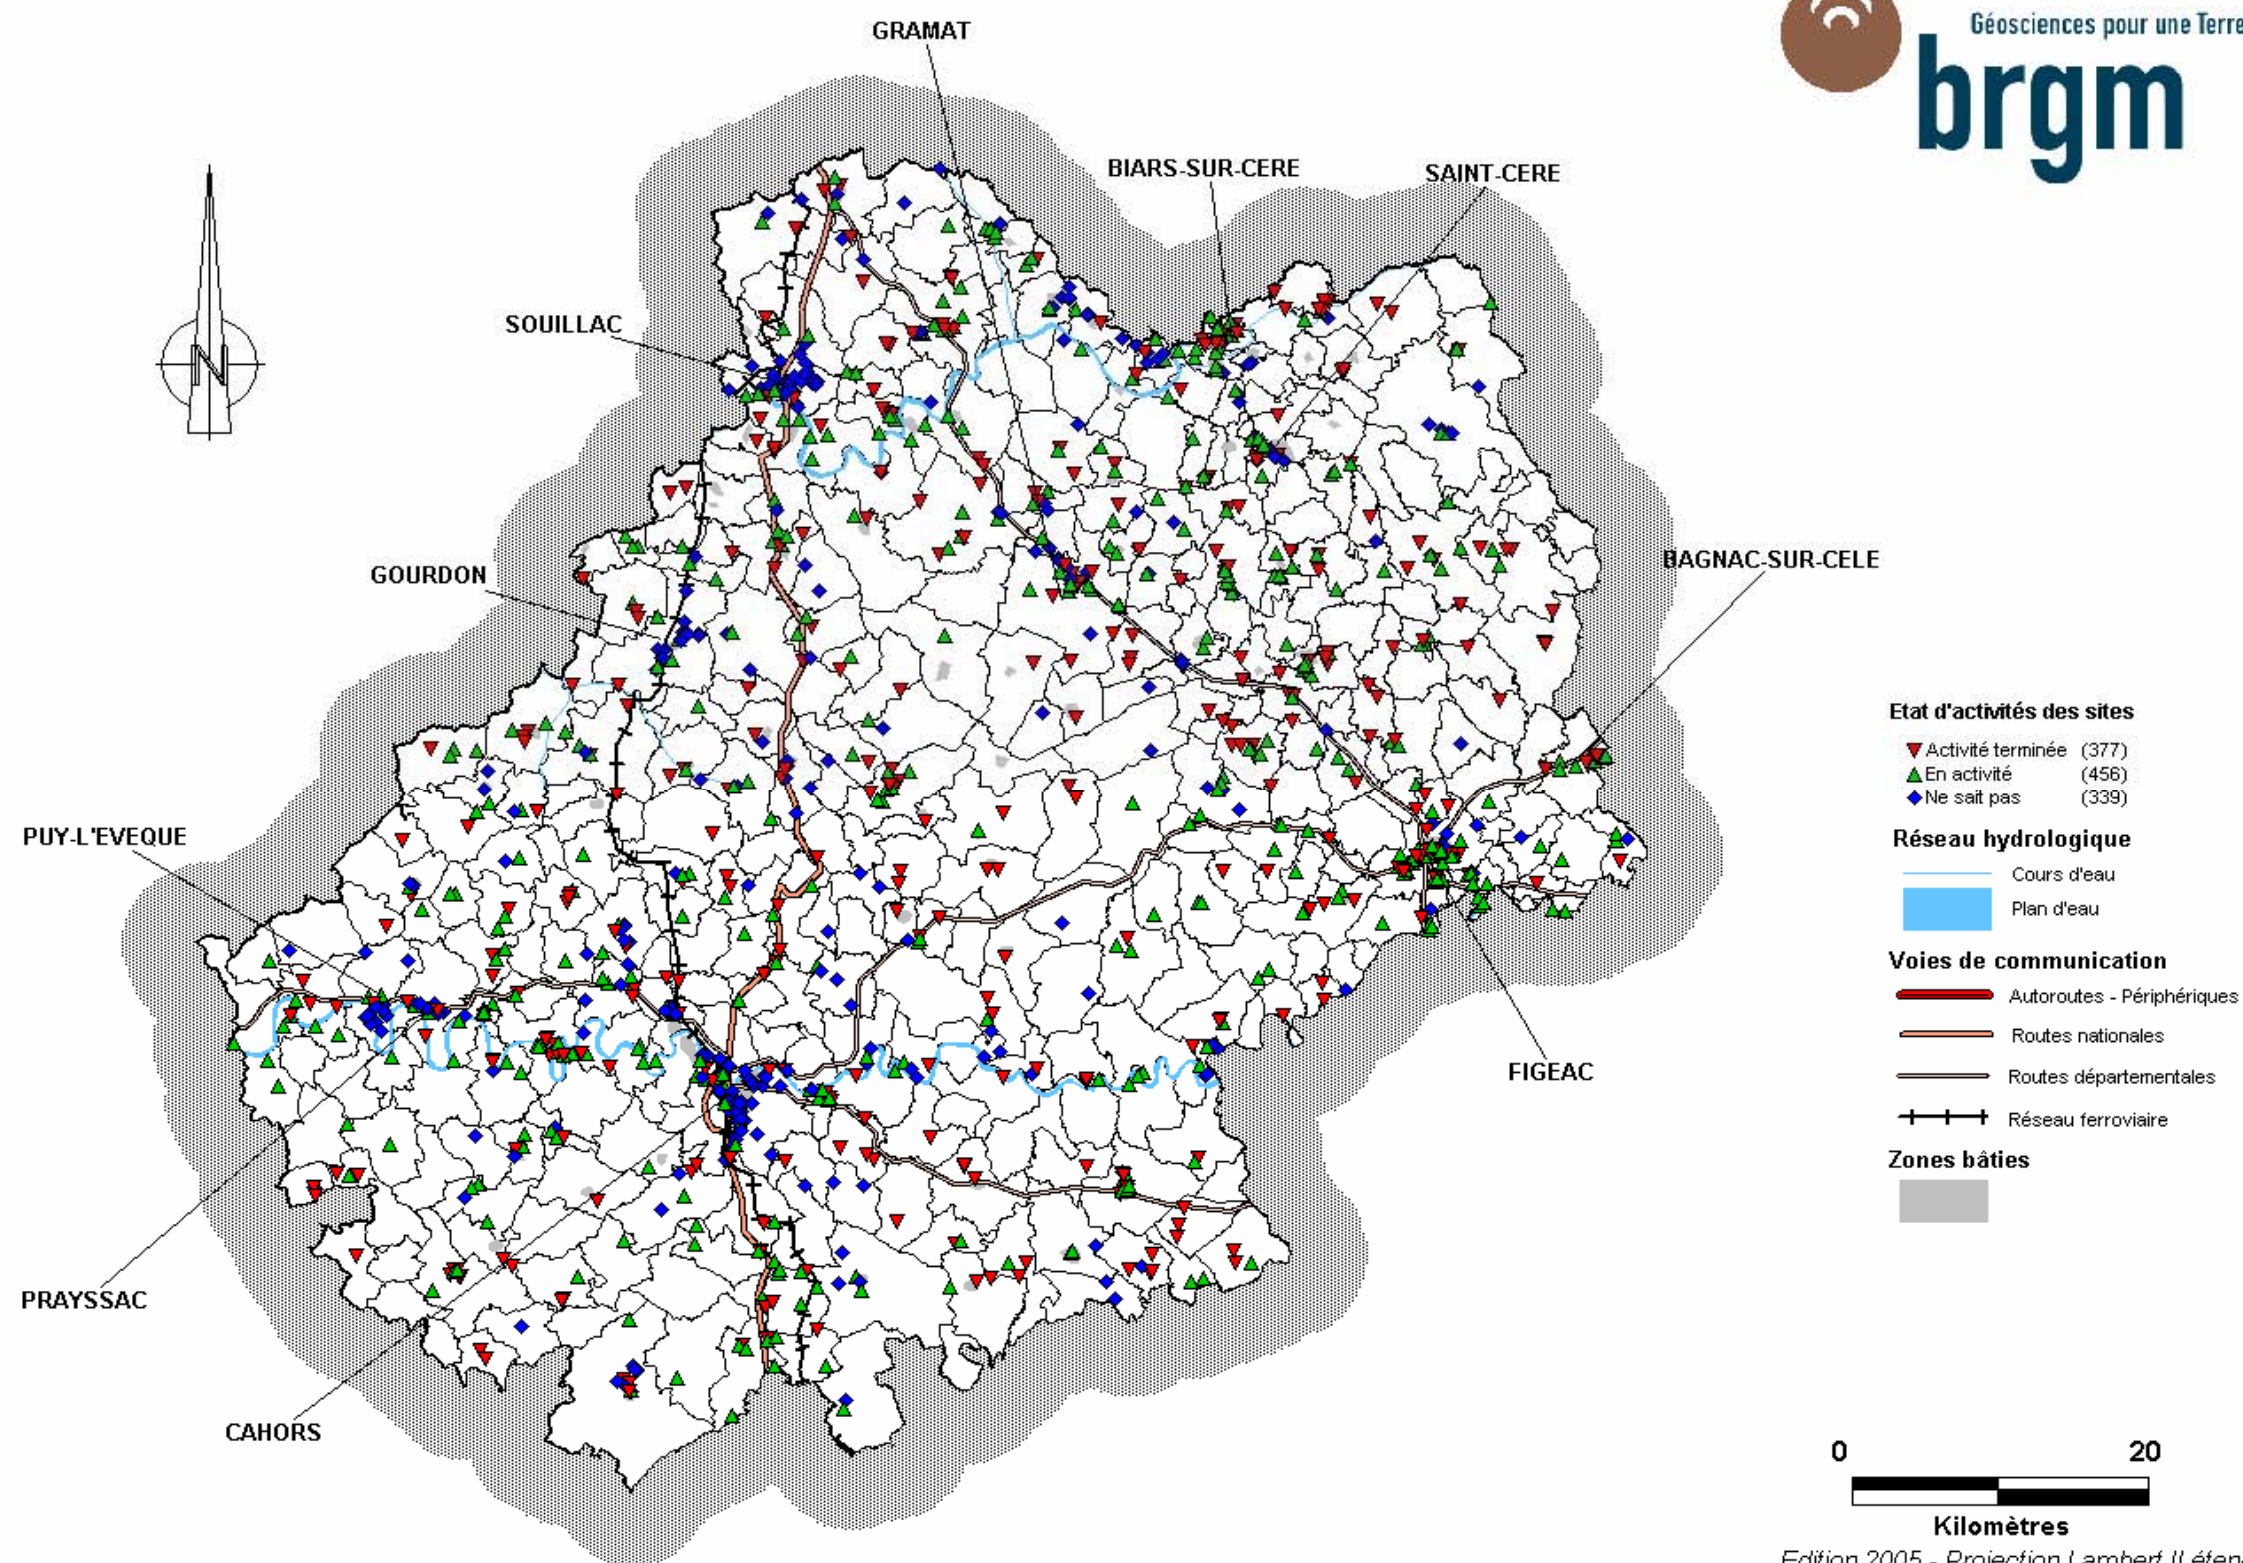 Géosciences pour une Terre
brgm
GRAMAT
BIARS-SUR-CERE
SAINT-CERE
SOUILLAC
N
GOURDON
BAGNAC-SUR-CELE
PUY-L'EVEQUE
FIGEAC
PRAYSSAC
CAHORS
Etat d'activités des sites
Activité terminée (377)
En activité (456)
Ne sait pas (339)
Réseau hydrologique
Cours d'eau
Plan d'eau
Voies de communication
Autoroutes - Périphériques
Routes nationales
Routes départementales
Réseau ferroviaire
Zones bâties
0 20
Kilomètres
Edition 2005 - Projection Lambert II